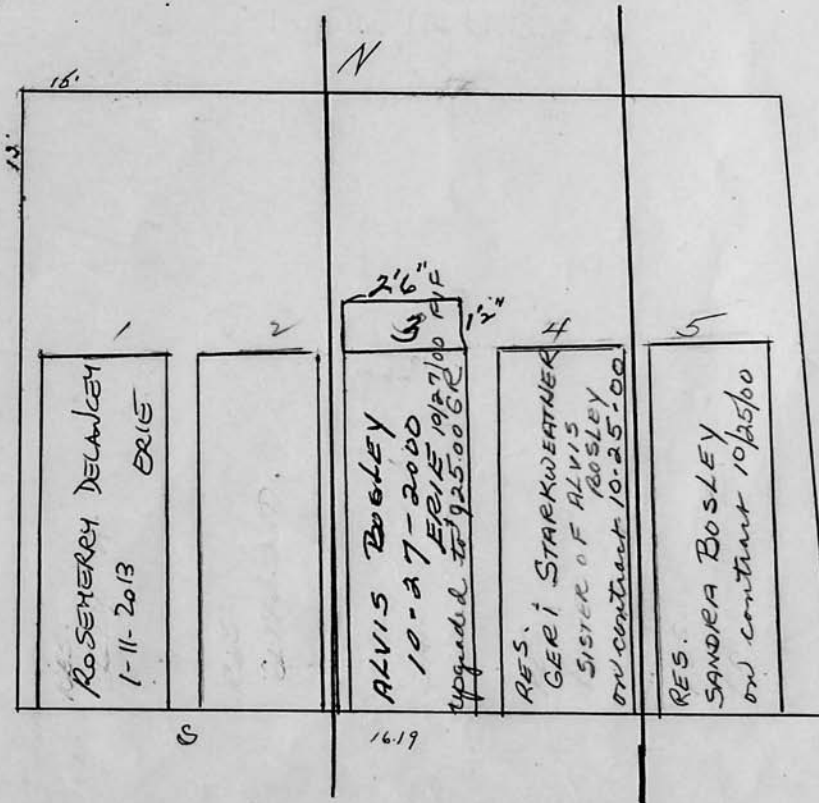 N
15'
12'
2'6"
1'2"
1
2
3
4
5
ROSEMERRY DELANCEY
1-11-2013 ERIE
ALVIS BOSLEY
10-27-2000
ERIE 10/27/00 P/F
upgraded to 925.00 GR
RES.
GERI STARKWEATHER
SISTER OF ALVIS
BOSLEY
on contract 10-25-00
RES.
SANDRA BOSLEY
on contract 10/25/00
S
16.19